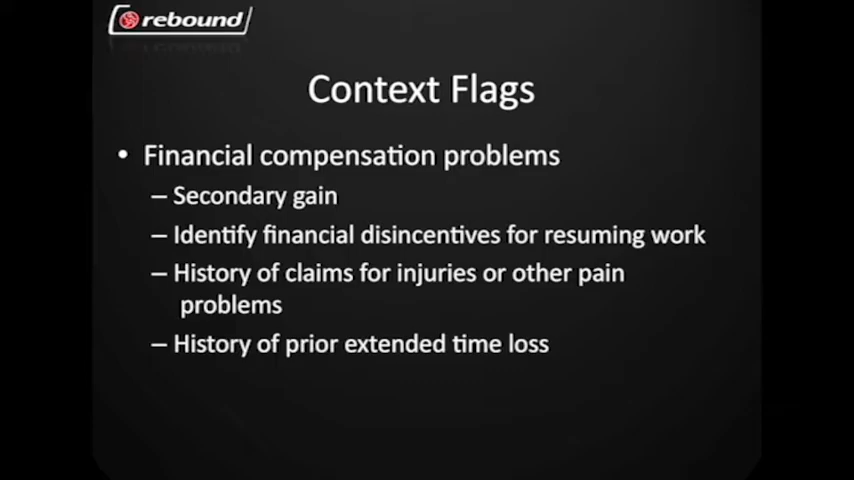 rebound
Context Flags
• Financial compensation problems
– Secondary gain
– Identify financial disincentives for resuming work
– History of claims for injuries or other pain
problems
– History of prior extended time loss